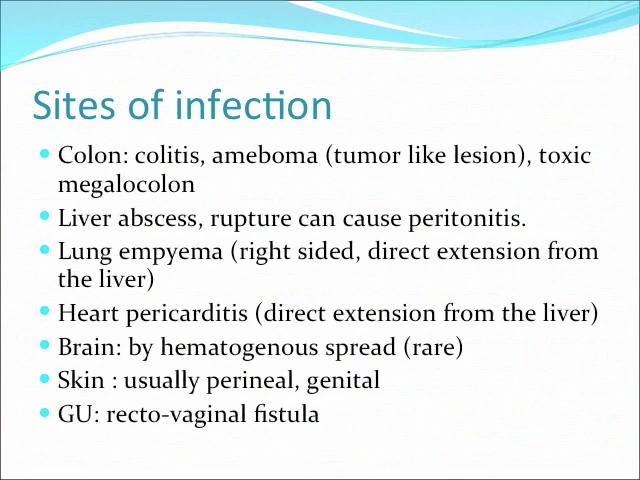 Sites of infection
• Colon: colitis, ameboma (tumor like lesion), toxic
megalocolon
• Liver abscess, rupture can cause peritonitis.
• Lung empyema (right sided, direct extension from
the liver)
• Heart pericarditis (direct extension from the liver)
• Brain: by hematogenous spread (rare)
• Skin : usually perineal, genital
• GU: recto-vaginal fistula